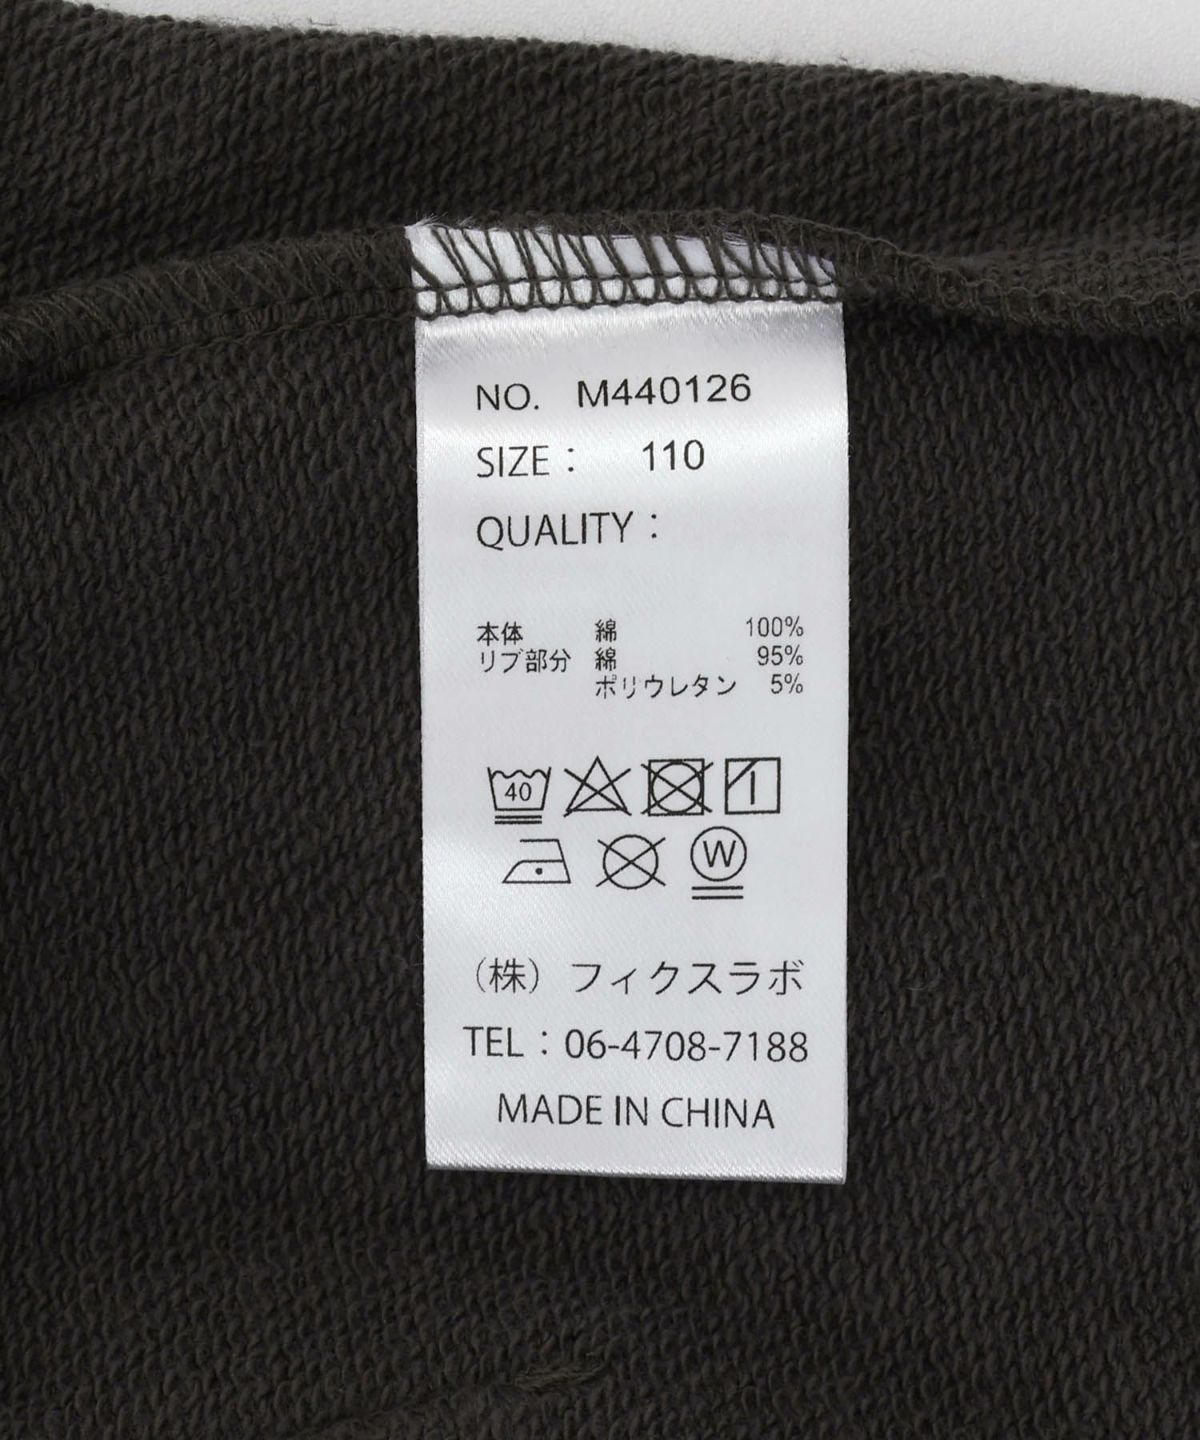 NO. M440126
SIZE： 110
QUALITY：
本体 綿 100%
リブ部分 綿 95%
ポリウレタン 5%
40
W
（株）フィクスラボ
TEL：06-4708-7188
MADE IN CHINA